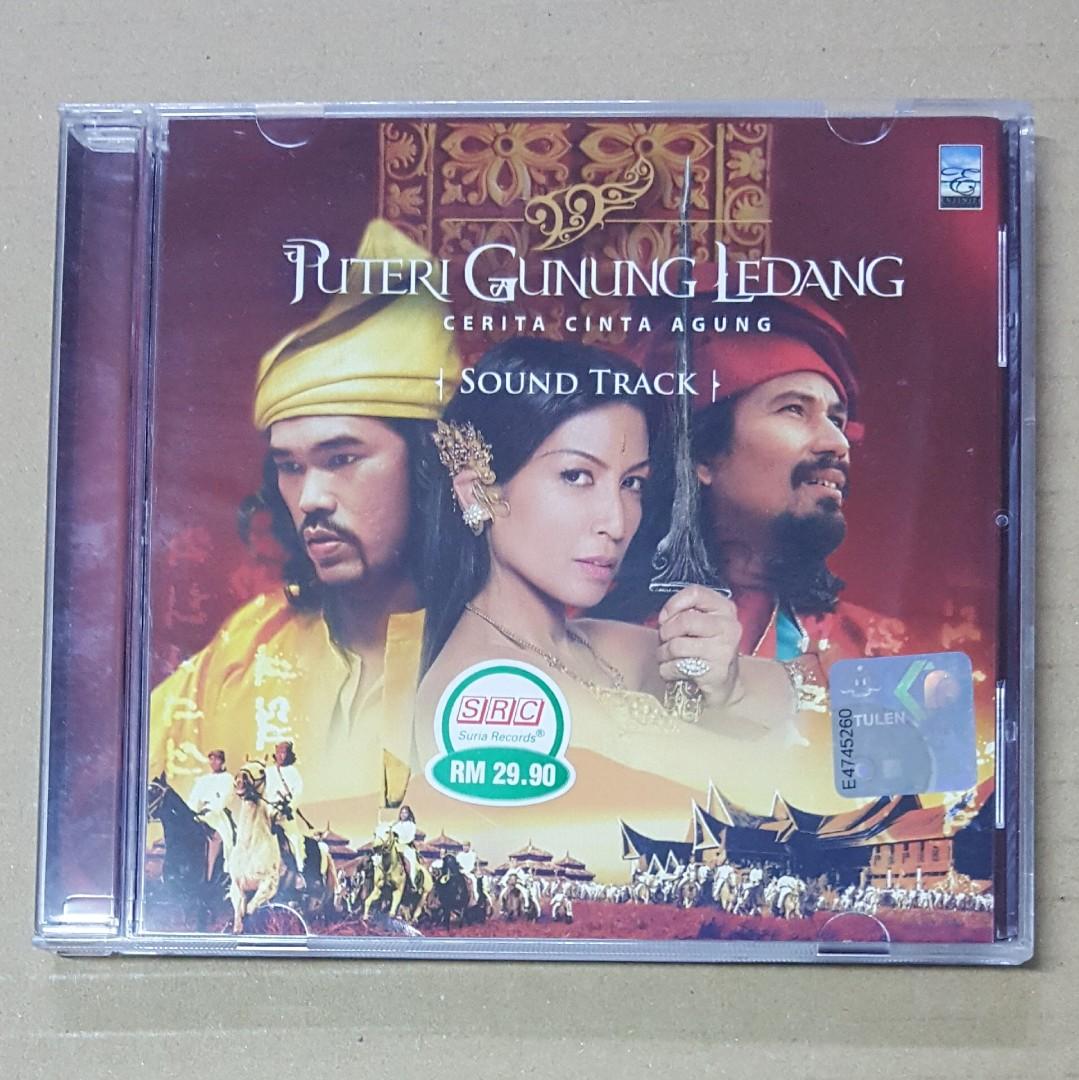 PUTERI GUNUNG LEDANG
CERITA CINTA AGUNG
SOUND TRACK
SRC
Suria Records®
RM 29.90
TULEN
E4745260